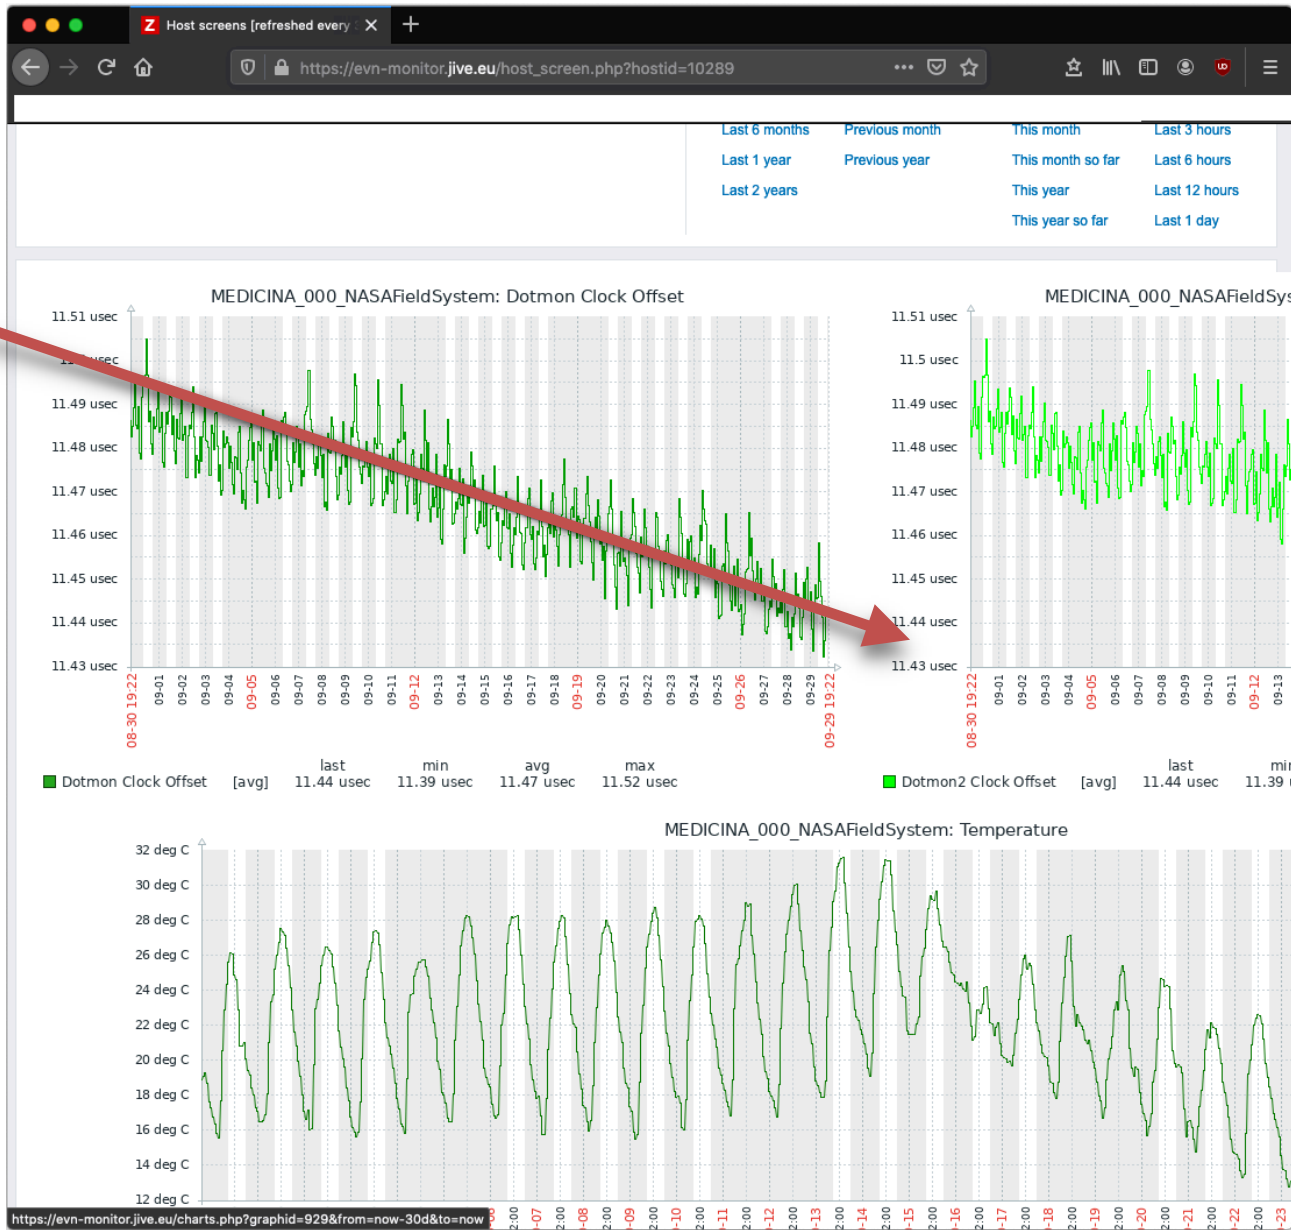 Host screens [refreshed every
https://evn-monitor.jive.eu/host_screen.php?hostid=10289
Last 6 months Previous month This month Last 3 hours
Last 1 year Previous year This month so far Last 6 hours
Last 2 years This year Last 12 hours
This year so far Last 1 day
MEDICINA_000_NASAFieldSystem: Dotmon Clock Offset
11.51 usec
11.49 usec
11.48 usec
11.47 usec
11.46 usec
11.45 usec
11.44 usec
11.43 usec
08-30 19:22 09-01 09-02 09-03 09-04 09-05 09-06 09-07 09-08 09-09 09-10 09-11 09-12 09-13 09-14 09-15 09-16 09-17 09-18 09-19 09-20 09-21 09-22 09-23 09-24 09-25 09-26 09-27 09-28 09-29 09-29 19:22
last min avg max
Dotmon Clock Offset [avg] 11.44 usec 11.39 usec 11.47 usec 11.52 usec
MEDICINA_000_NASAFieldSys
11.51 usec
11.5 usec
11.49 usec
11.48 usec
11.47 usec
11.46 usec
11.45 usec
11.44 usec
11.43 usec
08-30 19:22 09-01 09-02 09-03 09-04 09-05 09-06 09-07 09-08 09-09 09-10 09-11 09-12 09-13
last
Dotmon2 Clock Offset [avg] 11.44 usec 11.39
MEDICINA_000_NASAFieldSystem: Temperature
32 deg C
30 deg C
28 deg C
26 deg C
24 deg C
22 deg C
20 deg C
18 deg C
16 deg C
14 deg C
12 deg C
https://evn-monitor.jive.eu/charts.php?graphid=929&from=now-30d&to=now